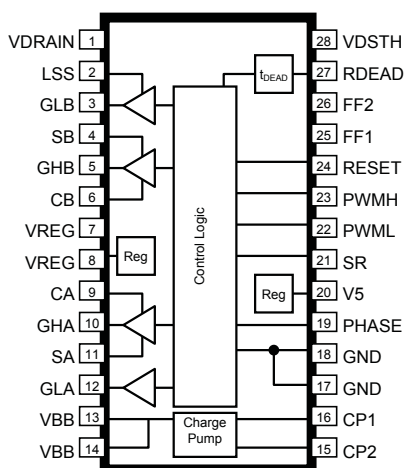 VDRAIN 1
LSS 2
GLB 3
SB 4
GHB 5
CB 6
VREG 7
VREG 8
CA 9
GHA 10
SA 11
GLA 12
VBB 13
VBB 14
Reg
Control Logic
tDEAD
Reg
Charge
Pump
28 VDSTH
27 RDEAD
26 FF2
25 FF1
24 RESET
23 PWMH
22 PWML
21 SR
20 V5
19 PHASE
18 GND
17 GND
16 CP1
15 CP2